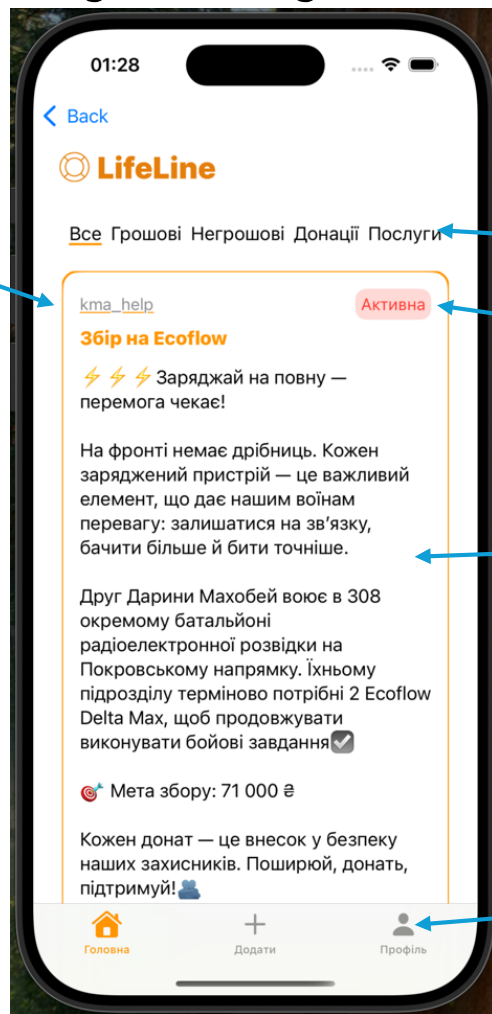 01:28
Back
LifeLine
Все Грошові Негрошові Донації Послуги
kma_help
Активна
Збір на Ecoflow
⚡⚡⚡Заряджай на повну —
перемога чекає!
На фронті немає дрібниць. Кожен
заряджений пристрій — це важливий
елемент, що дає нашим воїнам
перевагу: залишатися на зв’язку,
бачити більше й бити точніше.
Друг Дарини Махобей воює в 308
окремому батальйоні
радіоелектронної розвідки на
Покровському напрямку. Їхньому
підрозділу терміново потрібні 2 Ecoflow
Delta Max, щоб продовжувати
виконувати бойові завдання☑️
🎯 Мета збору: 71 000 ₴
Кожен донат — це внесок у безпеку
наших захисників. Поширюй, донать,
підтримуй!🫂
Головна
Додати
Профіль